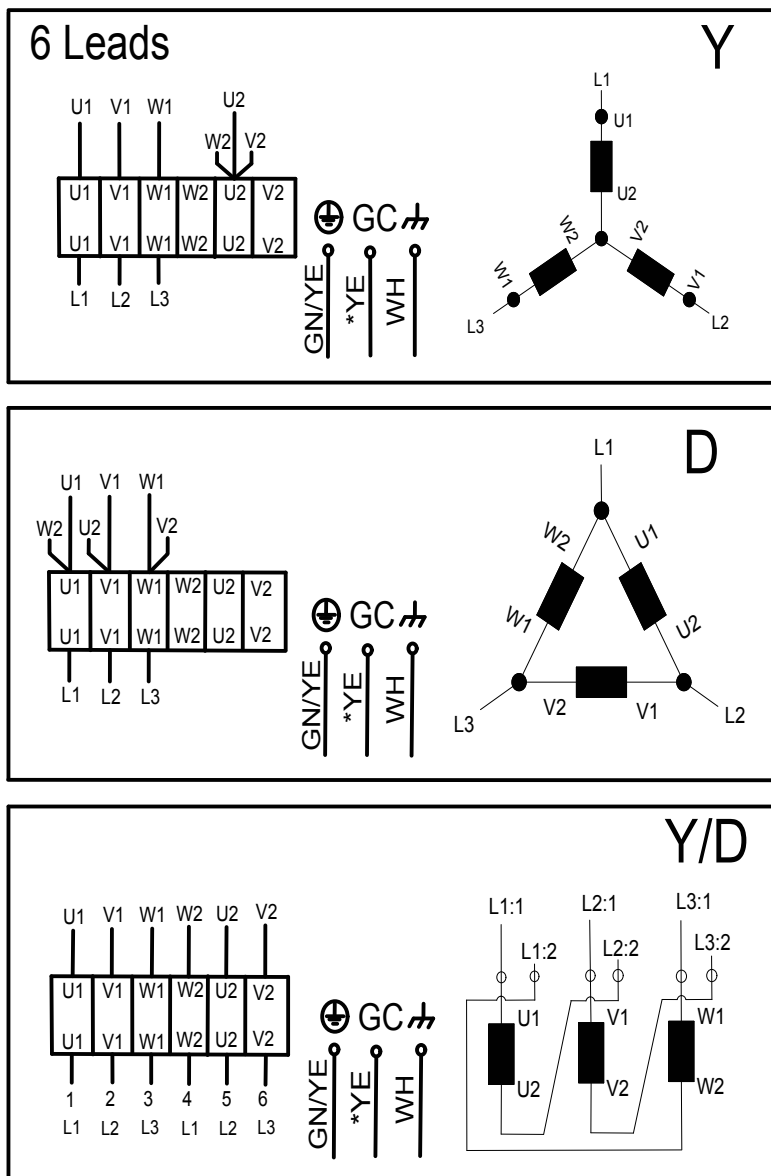 6 Leads
Y
U1 V1 W1 U2
W2 V2
U1 V1 W1 W2 U2 V2
U1 V1 W1 W2 U2 V2
L1 L2 L3
GC
GN/YE *YE WH
L1
U1
U2
W2 V2
W1 V1
L3 L2
D
U1 V1 W1
W2 U2 V2
U1 V1 W1 W2 U2 V2
U1 V1 W1 W2 U2 V2
L1 L2 L3
GC
GN/YE *YE WH
L1
W2 U1
W1 U2
V2 V1
L3 L2
Y/D
U1 V1 W1 W2 U2 V2
U1 V1 W1 W2 U2 V2
U1 V1 W1 W2 U2 V2
1 2 3 4 5 6
L1 L2 L3 L1 L2 L3
GC
GN/YE *YE WH
L1:1 L2:1 L3:1
L1:2 L2:2 L3:2
U1 V1 W1
U2 V2 W2